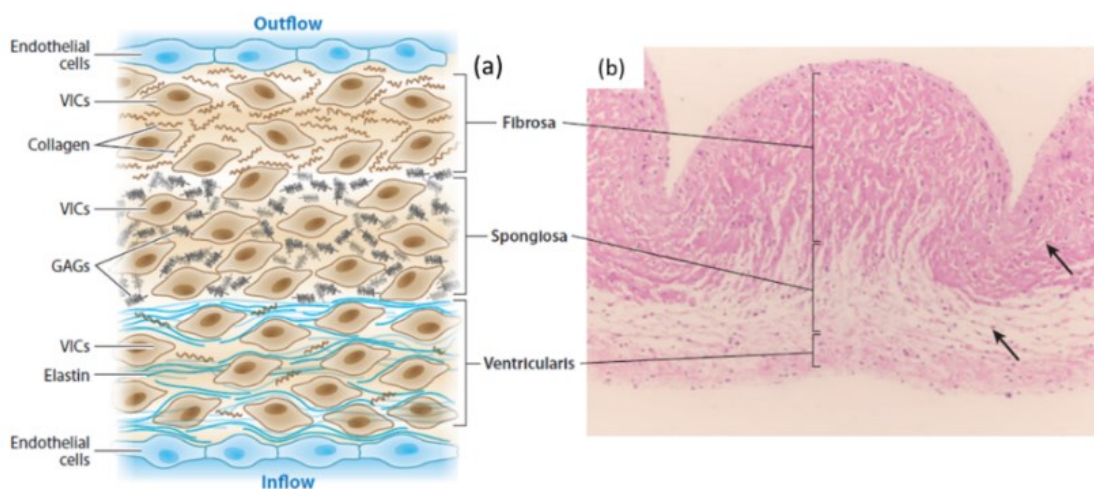 Outflow
Endothelial
cells
(a)
VICs
Fibrosa
Collagen
VICs
Spongiosa
GAGs
VICs
Ventricularis
Elastin
Endothelial
cells
Inflow
(b)